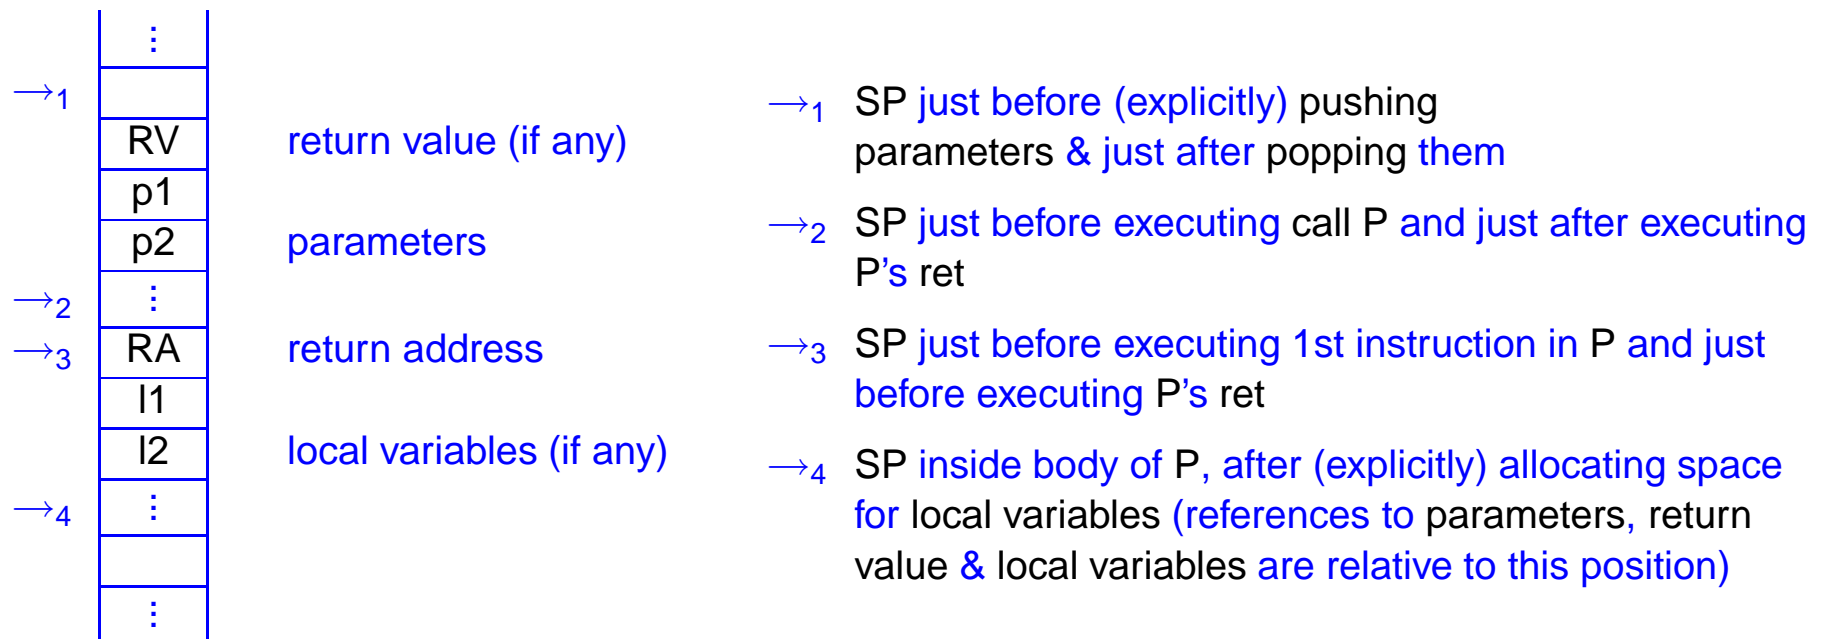 ⋮
→1
RV return value (if any)
p1
p2 parameters
→2 ⋮
→3 RA return address
l1
l2 local variables (if any)
→4 ⋮
⋮
→1 SP just before (explicitly) pushing
parameters & just after popping them
→2 SP just before executing call P and just after executing
P's ret
→3 SP just before executing 1st instruction in P and just
before executing P's ret
→4 SP inside body of P, after (explicitly) allocating space
for local variables (references to parameters, return
value & local variables are relative to this position)